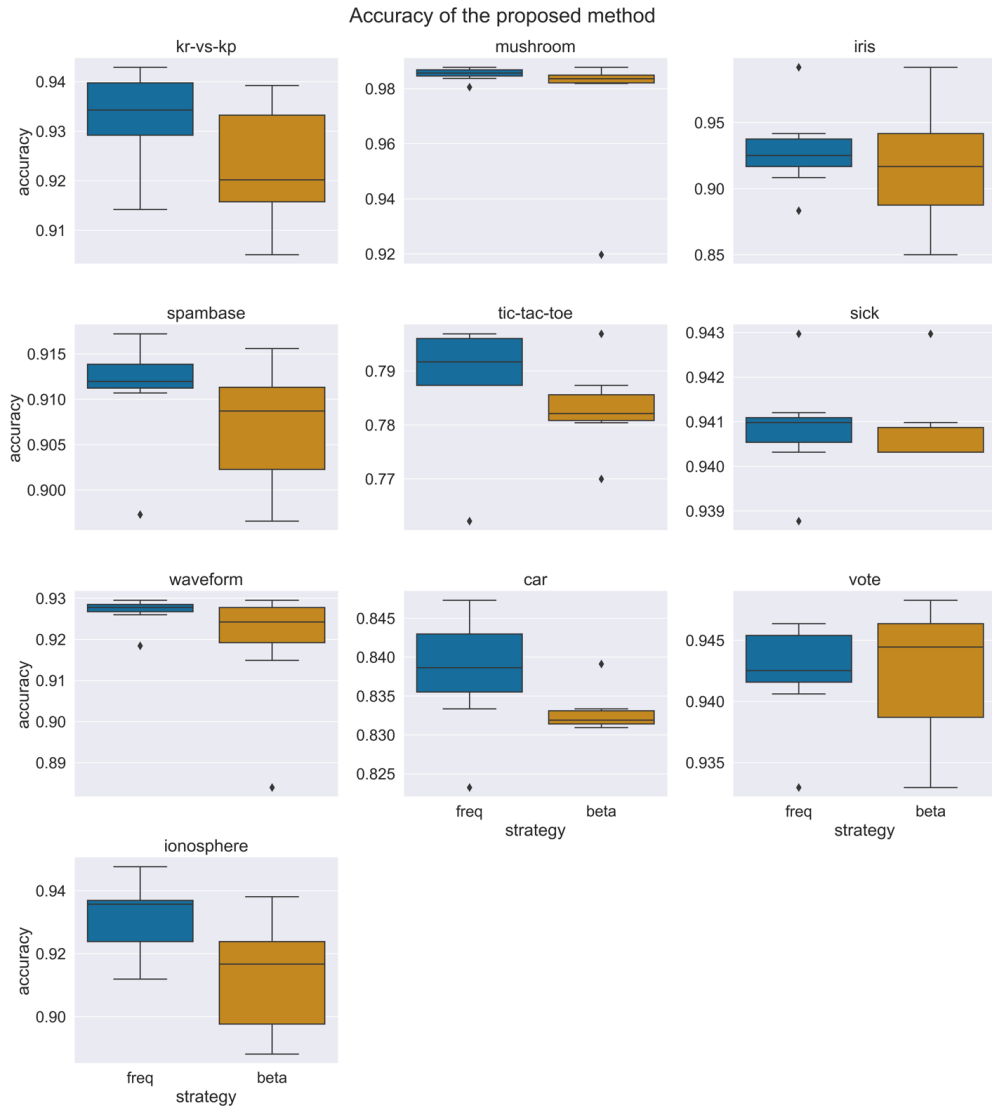 Accuracy of the proposed method
kr-vs-kp
mushroom
iris
accuracy
0.94
0.93
0.92
0.91
0.98
0.96
0.94
0.92
0.95
0.90
0.85
spambase
tic-tac-toe
sick
accuracy
0.915
0.910
0.905
0.900
0.79
0.78
0.77
0.943
0.942
0.941
0.940
0.939
waveform
car
vote
accuracy
0.93
0.92
0.91
0.90
0.89
0.845
0.840
0.835
0.830
0.825
0.945
0.940
0.935
freq beta
strategy
freq beta
strategy
ionosphere
accuracy
0.94
0.92
0.90
freq beta
strategy